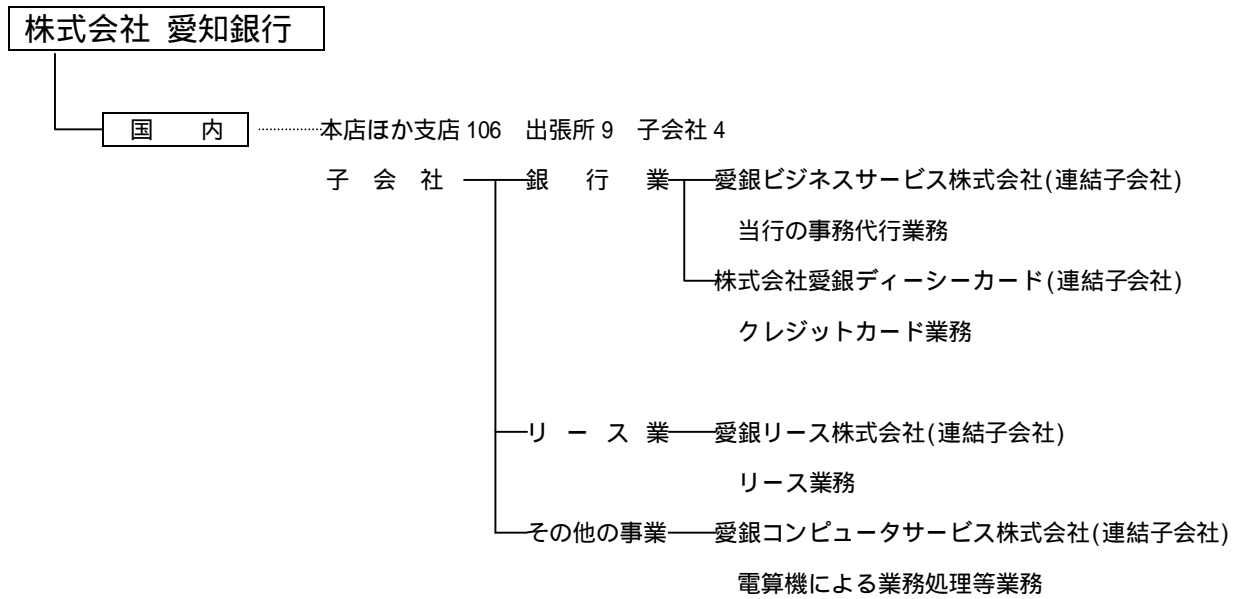 株式会社 愛知銀行
国 内 本店ほか支店 106 出張所 9 子会社 4
子 会 社 銀 行 業 愛銀ビジネスサービス株式会社(連結子会社)
当行の事務代行業務
株式会社愛銀ディーシーカード(連結子会社)
クレジットカード業務
リ ー ス 業 愛銀リース株式会社(連結子会社)
リース業務
その他の事業 愛銀コンピュータサービス株式会社(連結子会社)
電算機による業務処理等業務